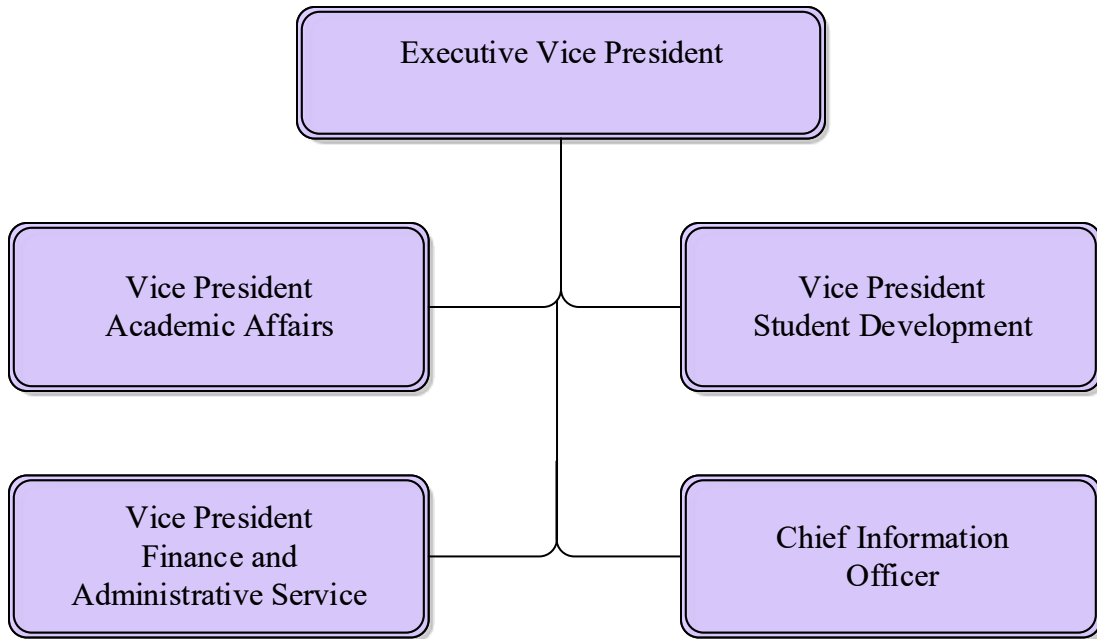 Executive Vice President
Vice President
Academic Affairs
Vice President
Student Development
Vice President
Finance and
Administrative Service
Chief Information
Officer